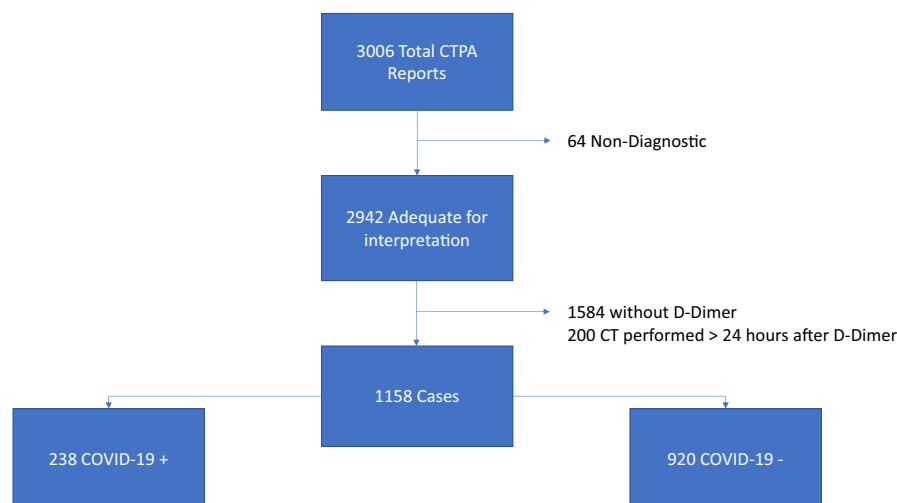 3006 Total CTPA
Reports
64 Non-Diagnostic
2942 Adequate for
interpretation
1584 without D-Dimer
200 CT performed > 24 hours after D-Dimer
1158 Cases
238 COVID-19 +
920 COVID-19 -